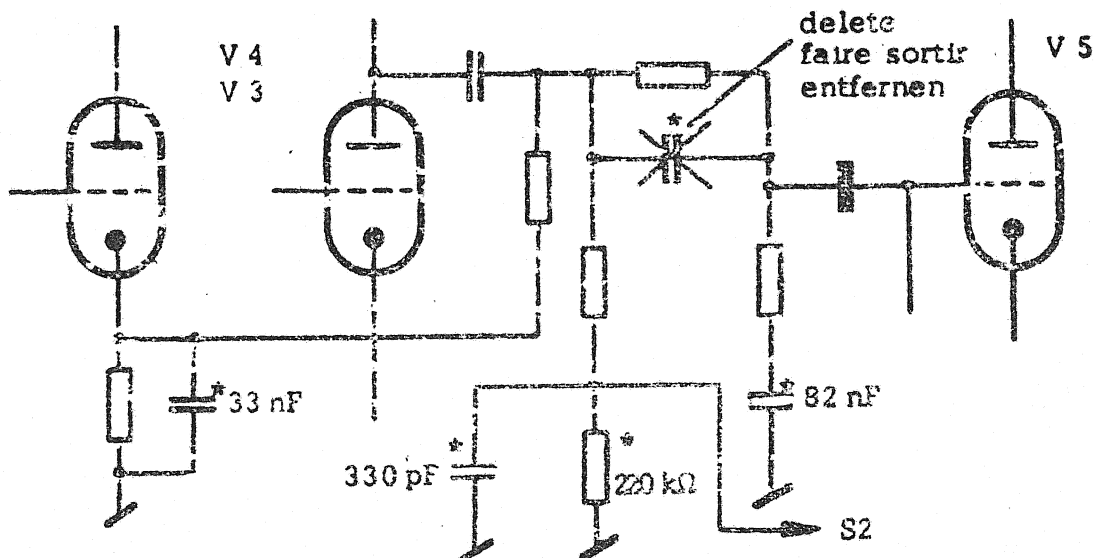 delete
faire sortir
entfernen
V 4
V 3
V 5
*
* 33 nF
* 82 nF
*
330 pF
*
220 kΩ
S2